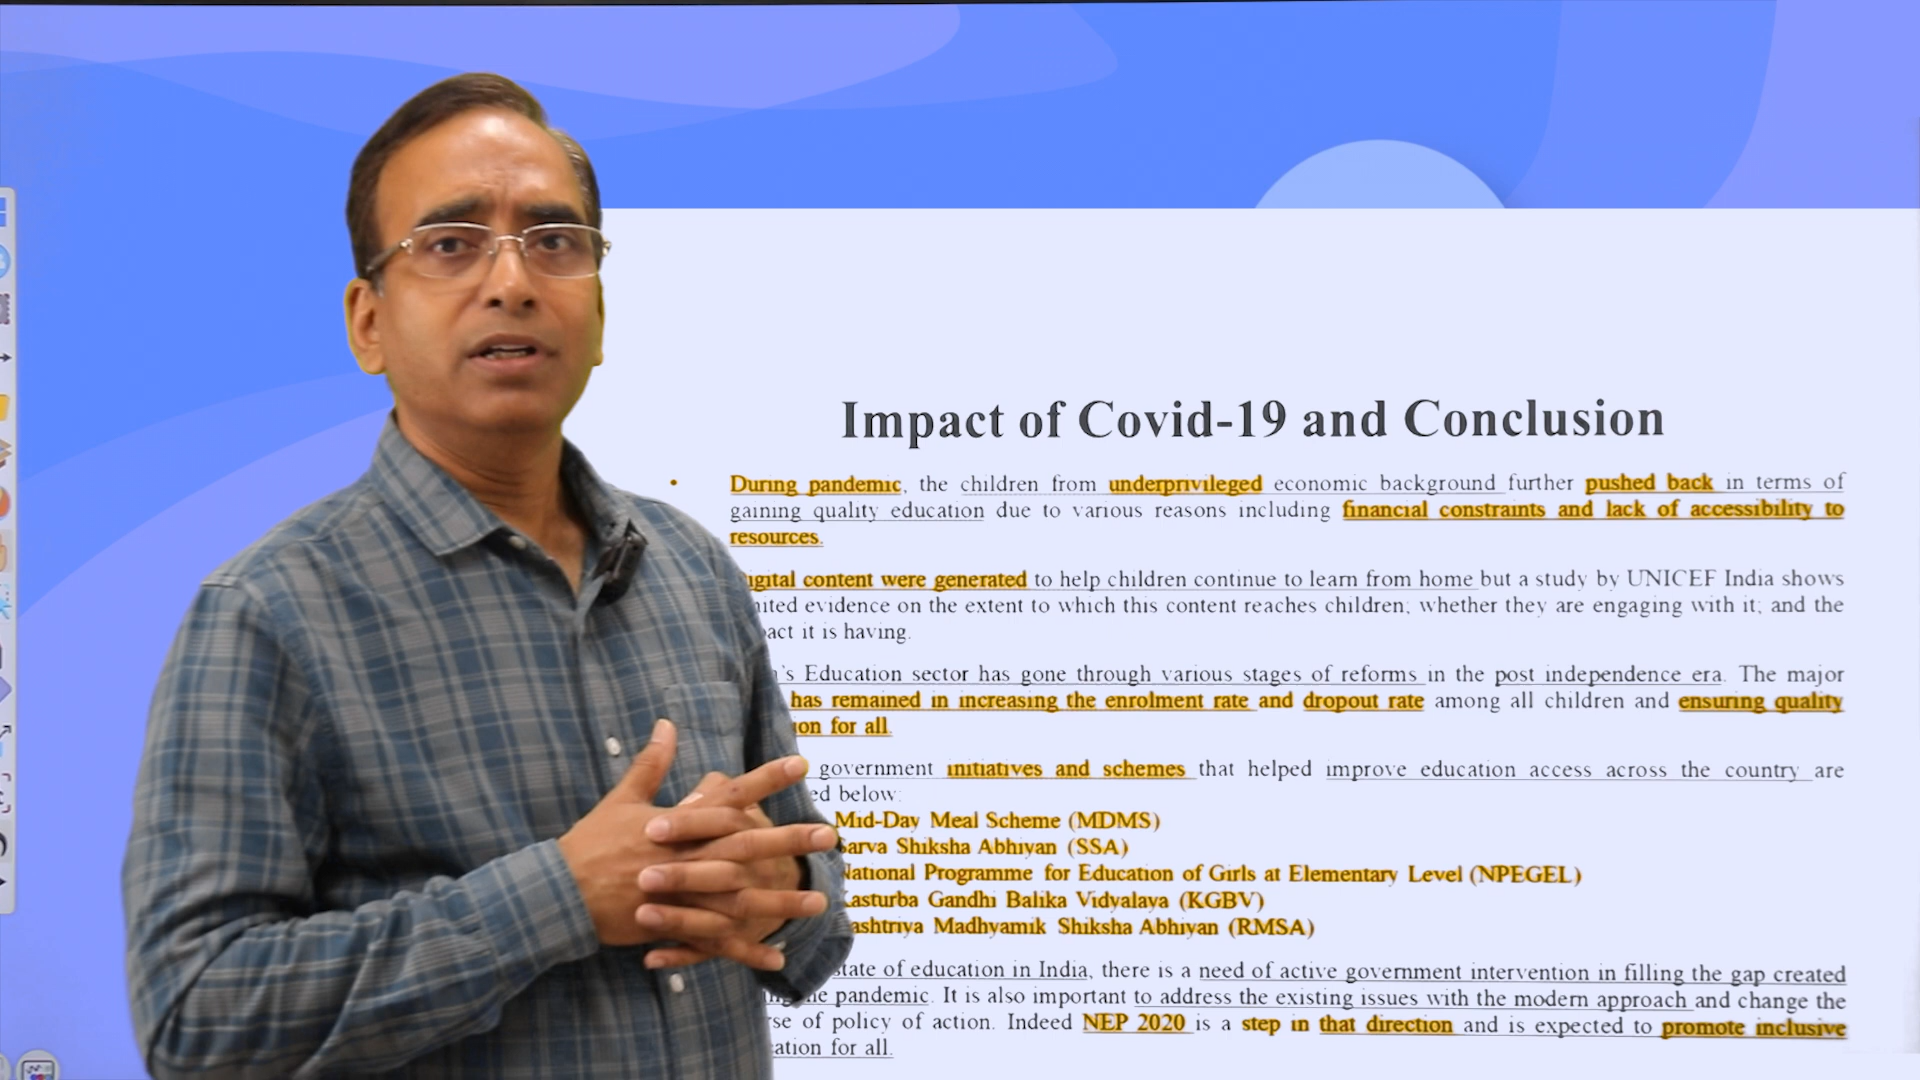 Impact of Covid-19 and Conclusion
• During pandemic, the children from underprivileged economic background further pushed back in terms of
gaining quality education due to various reasons including financial constraints and lack of accessibility to
resources.
content were generated to help children continue to learn from home but a study by UNICEF India shows
evidence on the extent to which this content reaches children; whether they are engaging with it; and the
it is having.
's Education sector has gone through various stages of reforms in the post independence era. The major
has remained in increasing the enrolment rate and dropout rate among all children and ensuring quality
for all.
government initiatives and schemes that helped improve education access across the country are
below:
Mid-Day Meal Scheme (MDMS)
Sarva Shiksha Abhiyan (SSA)
National Programme for Education of Girls at Elementary Level (NPEGEL)
Kasturba Gandhi Balika Vidyalaya (KGBV)
Madhyamik Shiksha Abhiyan (RMSA)
state of education in India, there is a need of active government intervention in filling the gap created
pandemic. It is also important to address the existing issues with the modern approach and change the
of policy of action. Indeed NEP 2020 is a step in that direction and is expected to promote inclusive
for all.